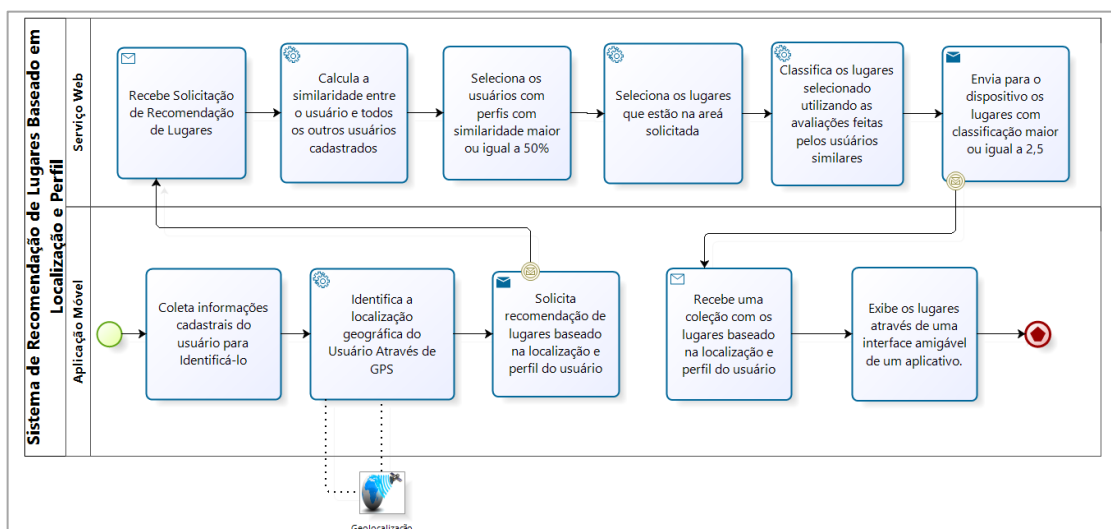 Sistema de Recomendação de Lugares Baseado em
Localização e Perfil
Serviço Web
Recebe Solicitação
de Recomendação
de Lugares
Calcula a
similaridade entre
o usuário e todos
os outros usuários
cadastrados
Seleciona os
usuários com
perfis com
similaridade maior
ou igual a 50%
Seleciona os lugares
que estão na areá
solicitada
Classifica os lugares
selecionado
utilizando as
avaliações feitas
pelos usúários
similares
Envia para o
dispositivo os
lugares com
classificação maior
ou igual a 2,5
Aplicação Móvel
Coleta informações
cadastrais do
usuário para
Identificá-lo
Identifica a
localização
geográfica do
Usuário Através de
GPS
Solicita
recomendação de
lugares baseado
na localização e
perfil do usuário
Recebe uma
coleção com os
lugares baseado
na localização e
perfil do usuário
Exibe os lugares
através de uma
interface amigável
de um aplicativo.
Geolocalização